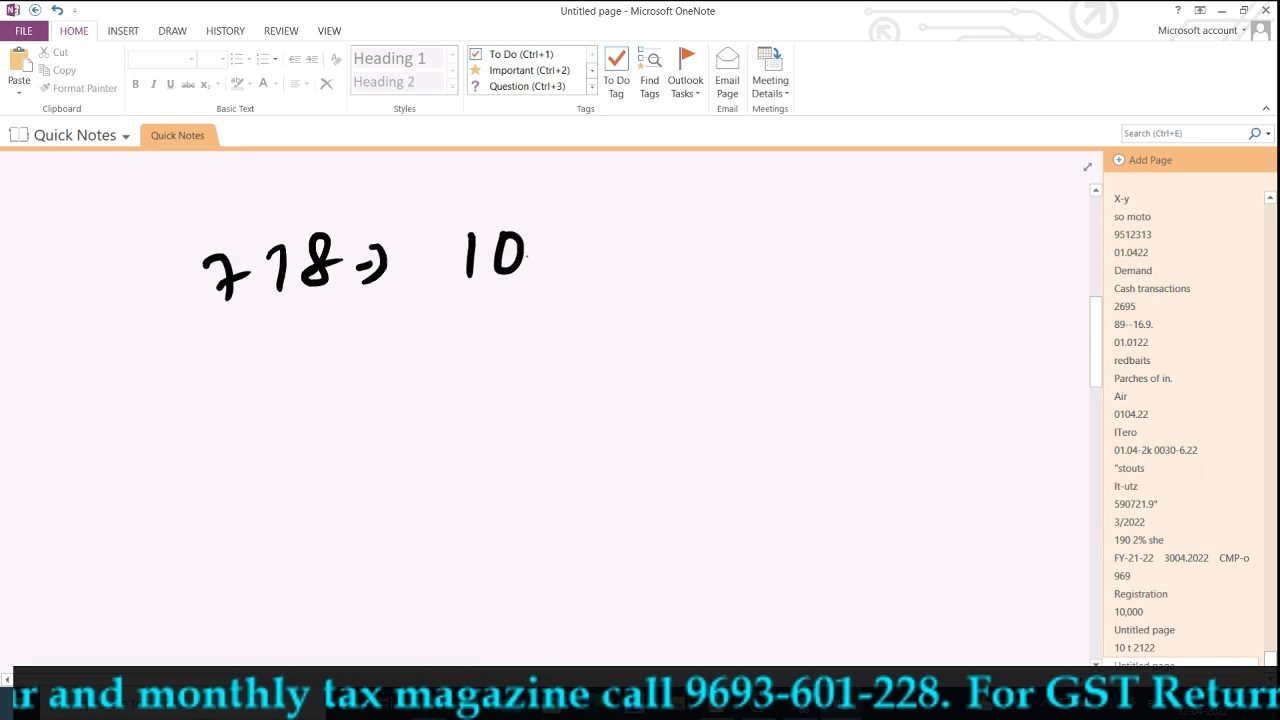 Untitled page - Microsoft OneNote
FILE HOME INSERT DRAW HISTORY REVIEW VIEW
Microsoft account
Paste
Cut
Copy
Format Painter
Clipboard
B I U abc x₂ A
Basic Text
Heading 1
Heading 2
Styles
To Do (Ctrl+1)
Important (Ctrl+2)
Question (Ctrl+3)
To Do Tag
Find Tags
Tags
Outlook Tasks
Email Page
Email
Meeting Details
Meetings
Quick Notes
Quick Notes
Search (Ctrl+E)
Add Page
X-y
so moto
9512313
01.0422
Demand
Cash transactions
2695
89--16.9.
01.0122
redbaits
Parches of in.
Air
0104.22
ITero
01.04-2k 0030-6.22
"stouts
It-utz
590721.9°
3/2022
190 2% she
FY-21-22 3004.2022 CMP-o
969
Registration
10,000
Untitled page
10 t 2122
Untitled page
718 10
r and monthly tax magazine call 9693-601-228. For GST Return